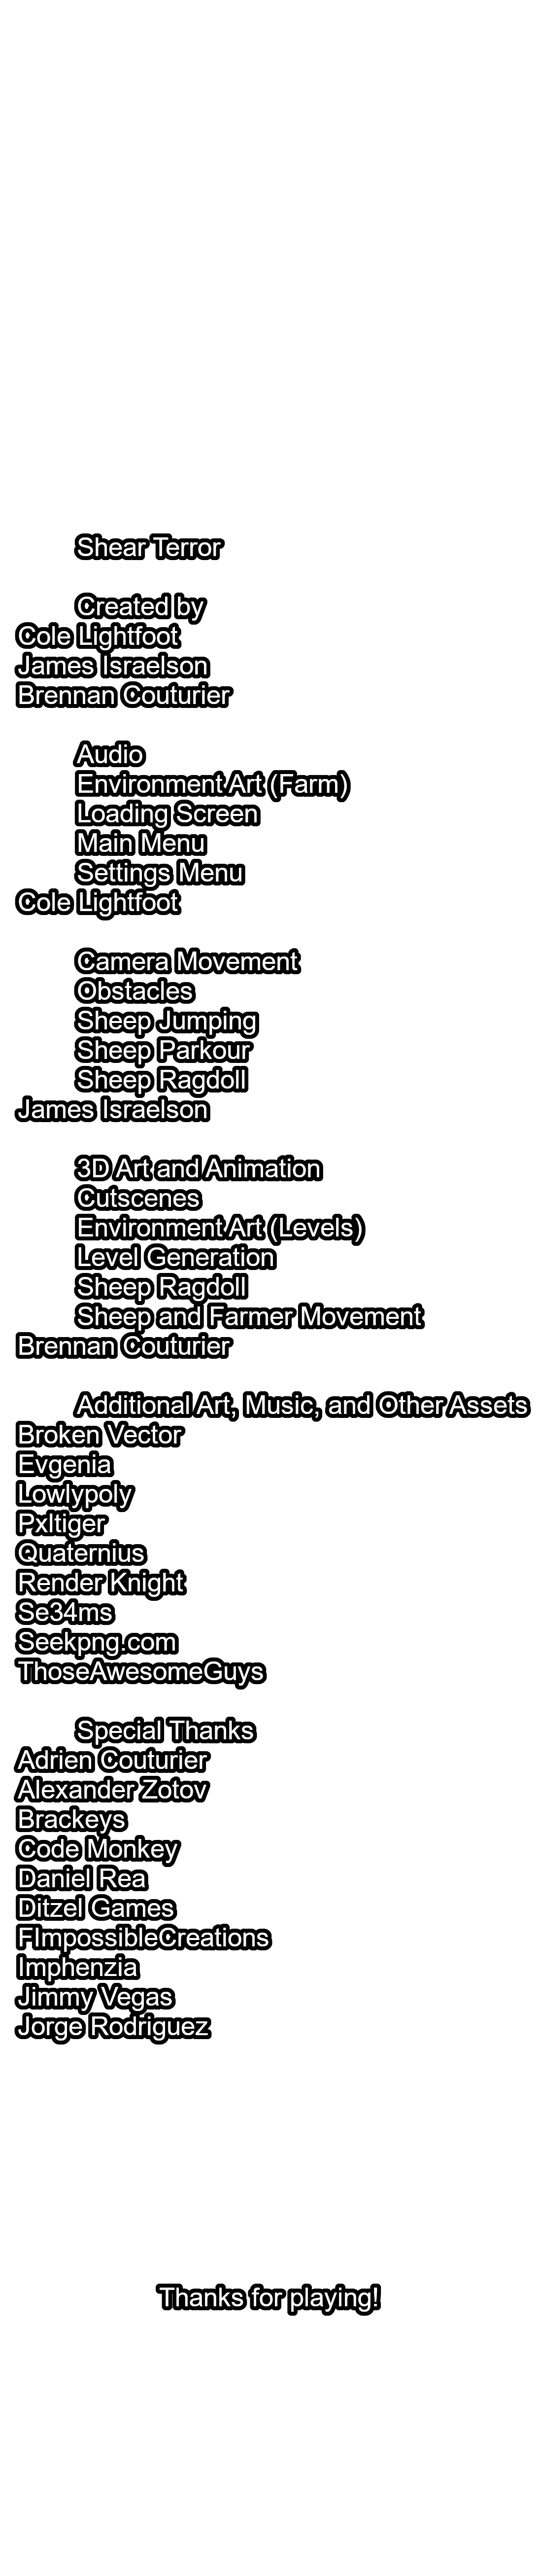 Shear Terror
Created by
Cole Lightfoot
James Israelson
Brennan Couturier
Audio
Environment Art (Farm)
Loading Screen
Main Menu
Settings Menu
Cole Lightfoot
Camera Movement
Obstacles
Sheep Jumping
Sheep Parkour
Sheep Ragdoll
James Israelson
3D Art and Animation
Cutscenes
Environment Art (Levels)
Level Generation
Sheep Ragdoll
Sheep and Farmer Movement
Brennan Couturier
Additional Art, Music, and Other Assets
Broken Vector
Evgenia
Lowlypoly
Pxltiger
Quaternius
Render Knight
Se34ms
Seekpng.com
ThoseAwesomeGuys
Special Thanks
Adrien Couturier
Alexander Zotov
Brackeys
Code Monkey
Daniel Rea
Ditzel Games
FImpossibleCreations
Imphenzia
Jimmy Vegas
Jorge Rodriguez
Thanks for playing!